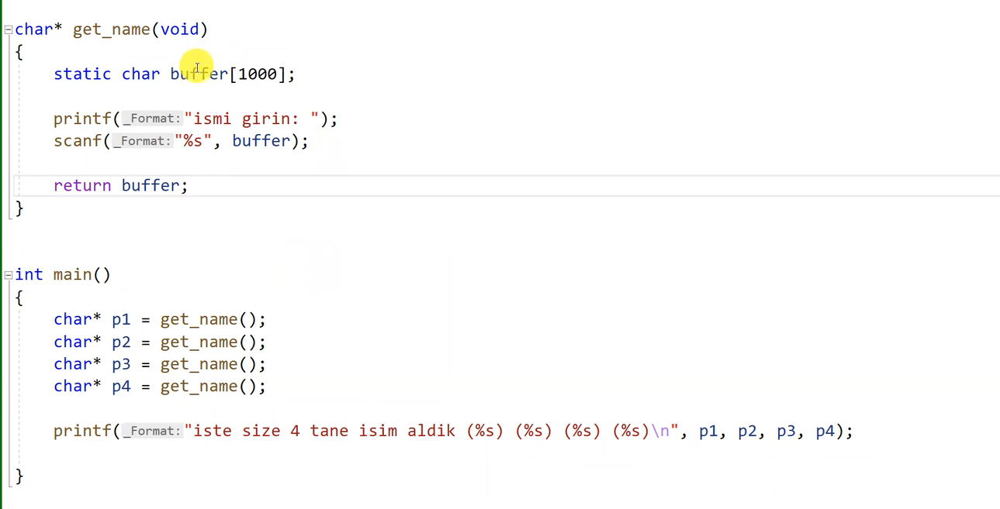 char* get_name(void)
{
static char buffer[1000];
printf(_Format:"ismi girin: ");
scanf(_Format:"%s", buffer);
return buffer;
}
int main()
{
char* p1 = get_name();
char* p2 = get_name();
char* p3 = get_name();
char* p4 = get_name();
printf(_Format:"iste size 4 tane isim aldik (%s) (%s) (%s) (%s)\n", p1, p2, p3, p4);
}